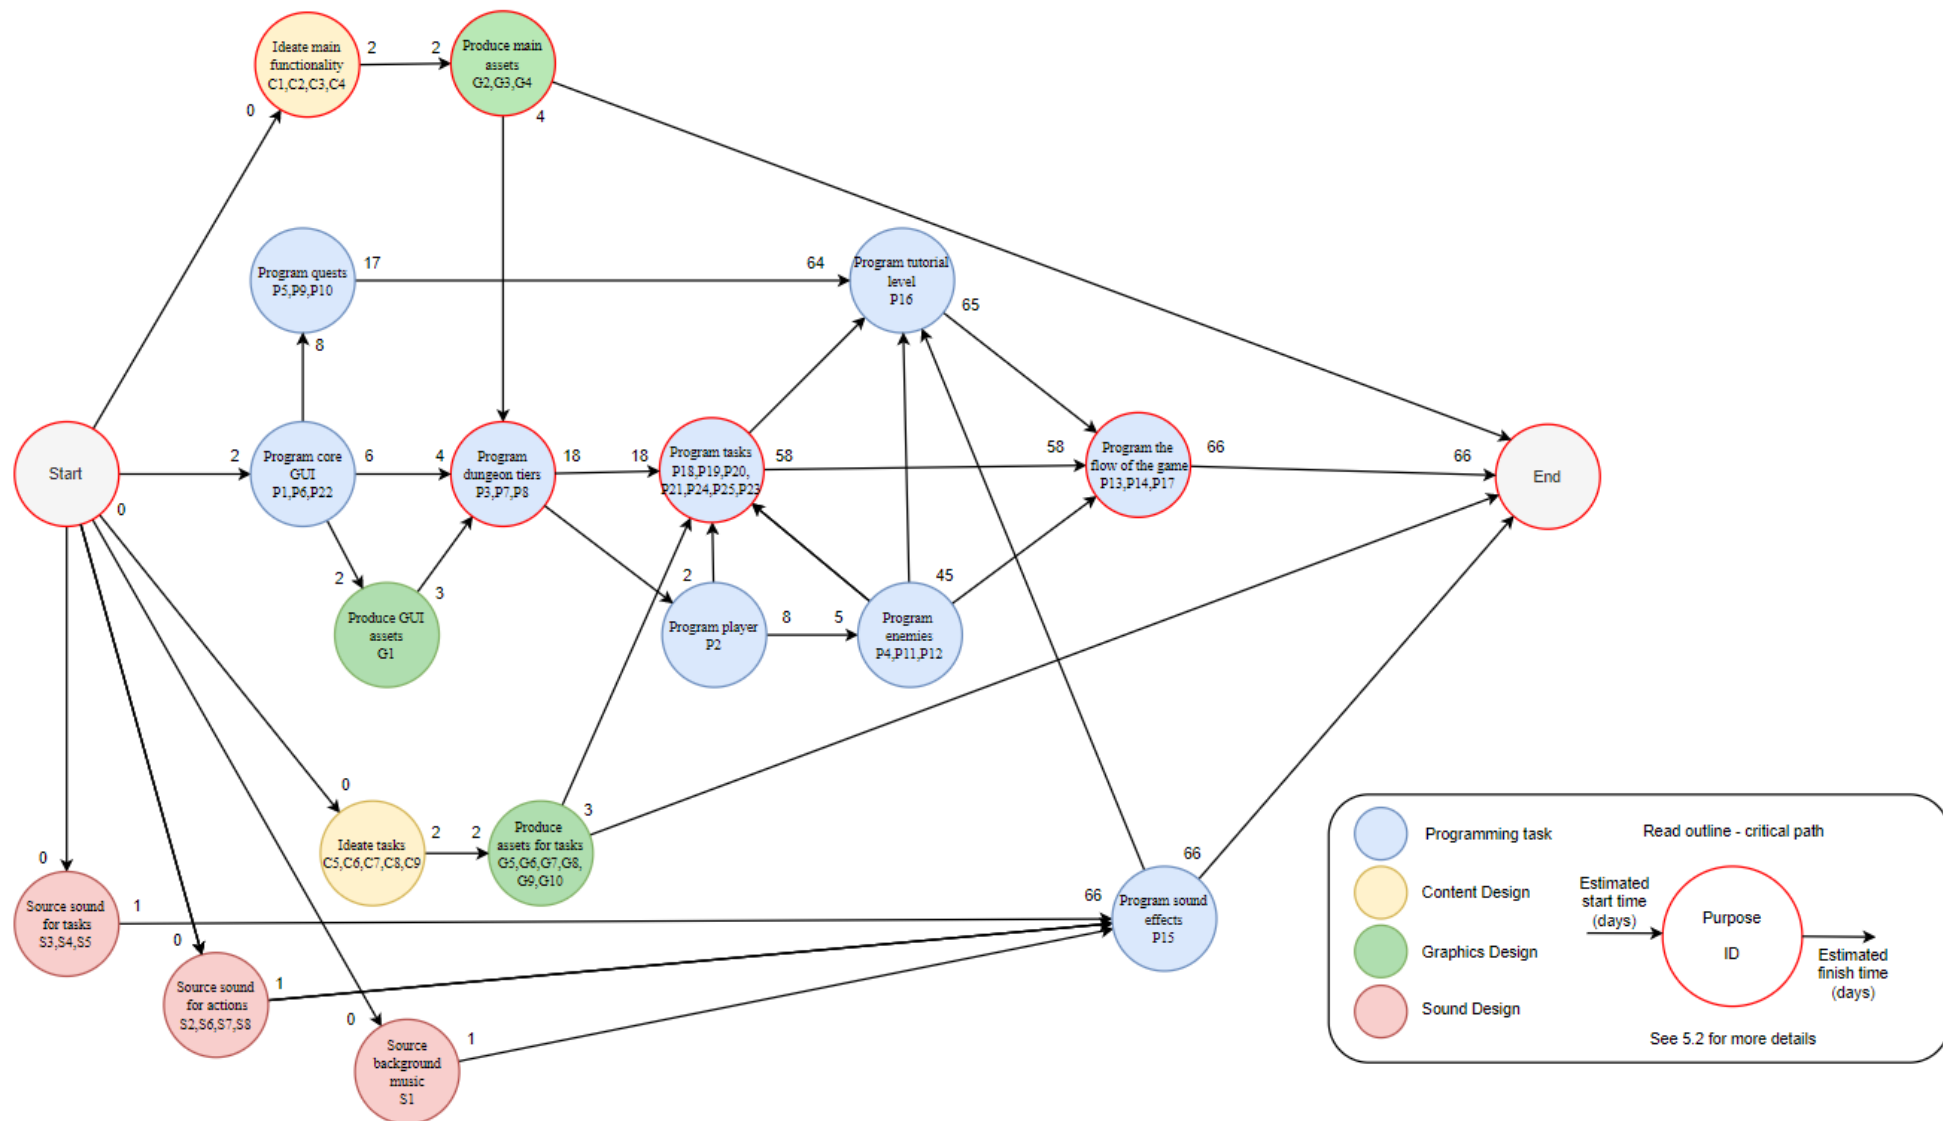 Ideate main
functionality
C1,C2,C3,C4
0
2
2
Produce main
assets
G2,G3,G4
4
Program quests
P5,P9,P10
17
8
64
Program tutorial
level
P16
65
Start
0
2
Program core
GUI
P1,P6,P22
6
4
Program
dungeon tiers
P3,P7,P8
18
18
Program tasks
P18,P19,P20,
P21,P24,P25,P23
58
58
Program the
flow of the game
P13,P14,P17
66
66
End
2
Produce GUI
assets
G1
3
2
Program player
P2
8
5
Program
enemies
P4,P11,P12
45
0
Ideate tasks
C5,C6,C7,C8,C9
2
2
Produce
assets for tasks
G5,G6,G7,G8,
G9,G10
3
0
Source sound
for tasks
S3,S4,S5
1
0
Source sound
for actions
S2,S6,S7,S8
1
0
Source
background
music
S1
1
66
Program sound
effects
P15
66
Programming task
Content Design
Graphics Design
Sound Design
Read outline - critical path
Estimated
start time
(days)
Purpose
ID
Estimated
finish time
(days)
See 5.2 for more details